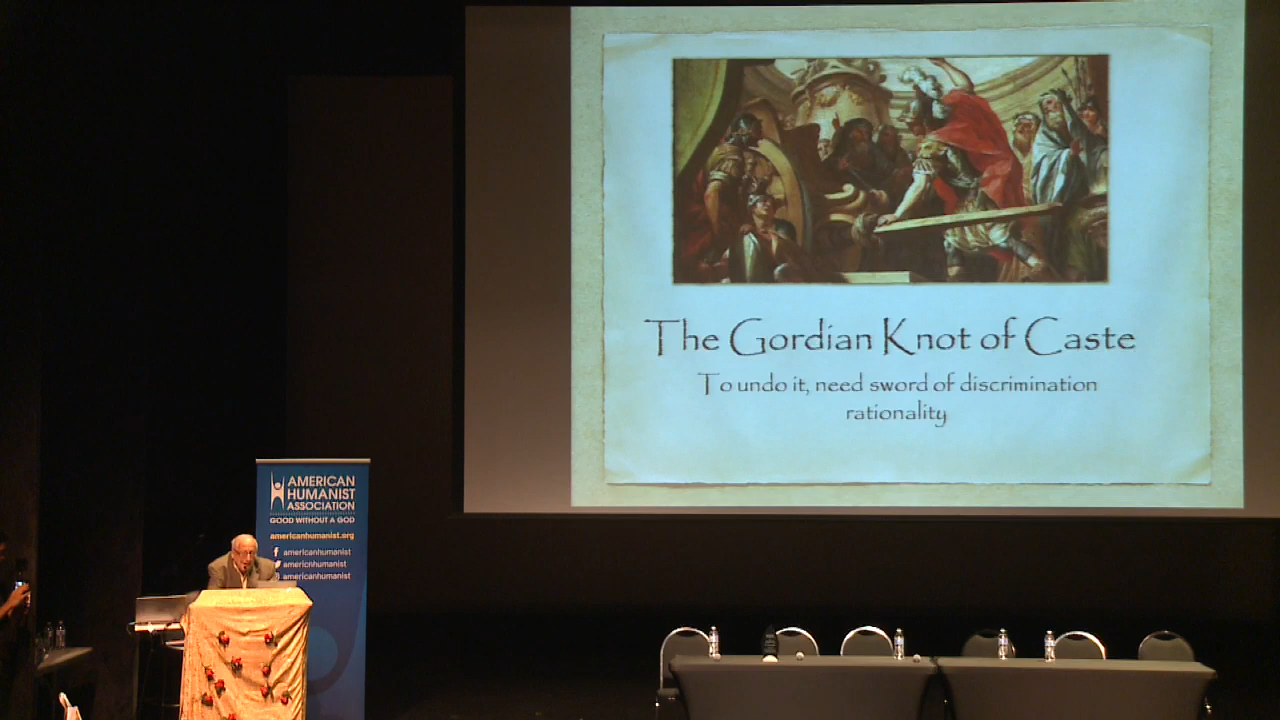 The Gordian Knot of Caste
To undo it, need sword of discrimination
rationality
AMERICAN
HUMANIST
ASSOCIATION
GOOD WITHOUT A GOD
americanhumanist.org
americanhumanist
americanhumanist
americanhumanist